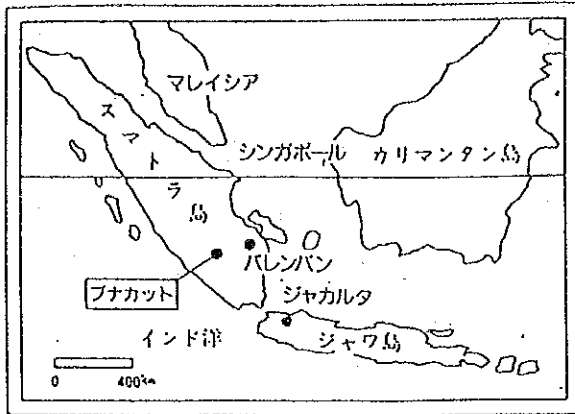 マレイシア
スマトラ島
シンガポール
カリマンタン島
パレンバン
ブナカット
ジャカルタ
インド洋
ジャワ島
0 400km